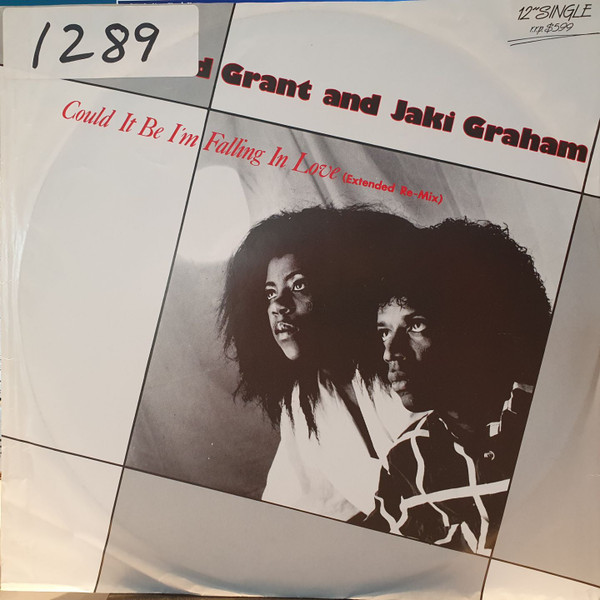 1289
12" SINGLE
r.r.p. $5.99
d Grant and Jaki Graham
Could It Be I'm Falling In Love (Extended Re-Mix)